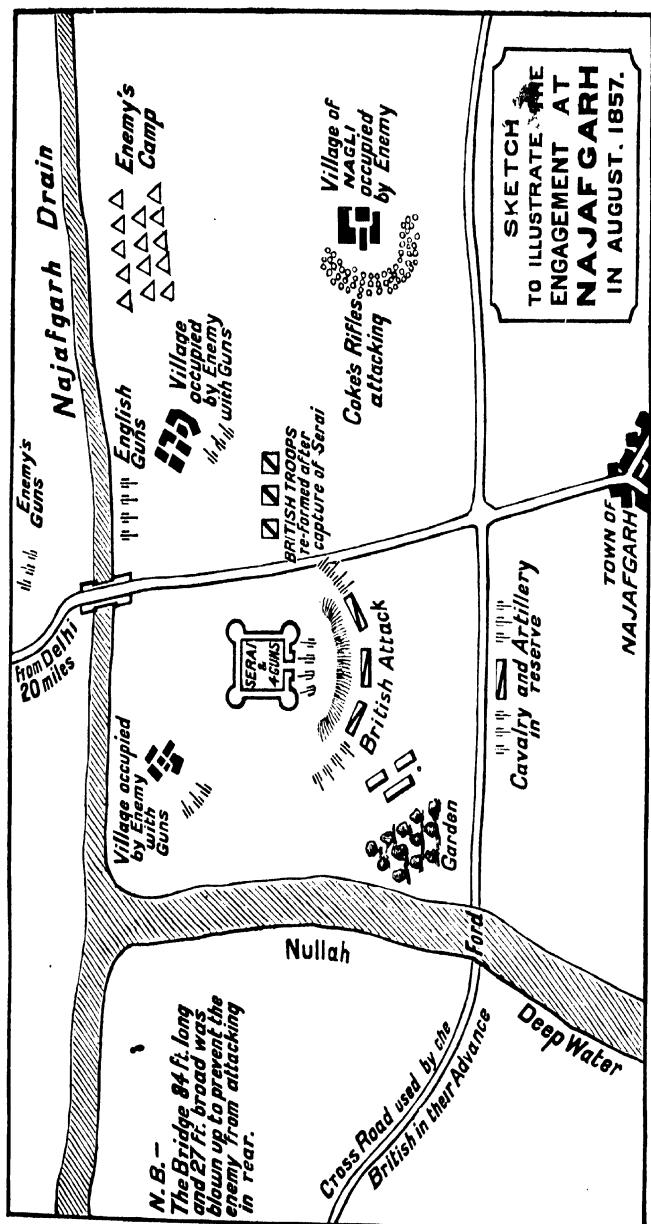 SKETCH
TO ILLUSTRATE THE
ENGAGEMENT AT
NAJAFGARH
IN AUGUST. 1857.
Najafgarh Drain
Enemy's
Camp
Village of
NAGLI
occupied
by Enemy
Coke's Rifles
attacking
Enemy's
Guns
English
Guns
Village
occupied
by Enemy
with Guns
BRITISH TROOPS
re-formed after
capture of Serai
TOWN OF
NAJAFGARH
From Delhi
20 miles
SERAI
&
4 GUNS
British Attack
Cavalry and Artillery
in reserve
Village occupied
by Enemy
with
Guns
Garden
Nullah
Ford
Deep Water
Cross Road used by the
British in their Advance
N.B.—
The Bridge 84 ft. long
and 27 ft. broad was
blown up to prevent the
enemy from attacking
in rear.